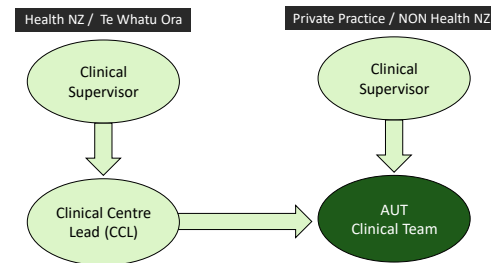 Health NZ / Te Whatu Ora
Private Practice / NON Health NZ
Clinical
Supervisor
Clinical
Supervisor
Clinical Centre
Lead (CCL)
AUT
Clinical Team